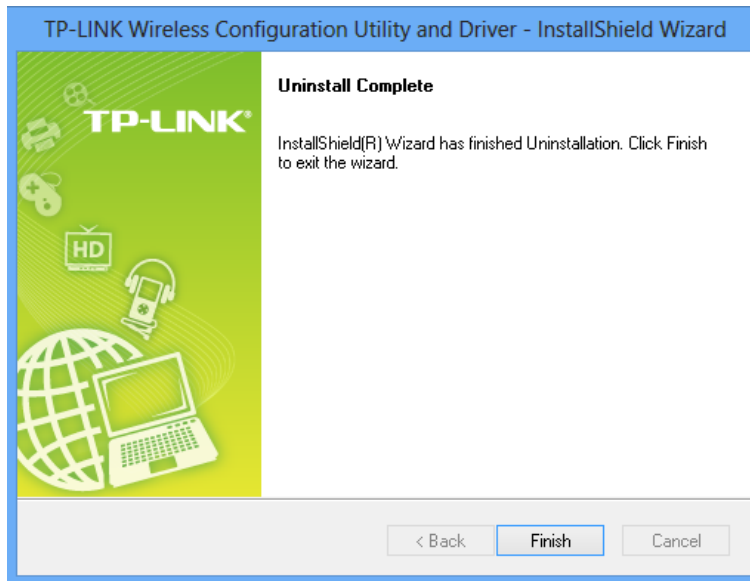 TP-LINK Wireless Configuration Utility and Driver - InstallShield Wizard
TP-LINK®
Uninstall Complete
InstallShield(R) Wizard has finished Uninstallation. Click Finish
to exit the wizard.
HD
< Back
Finish
Cancel